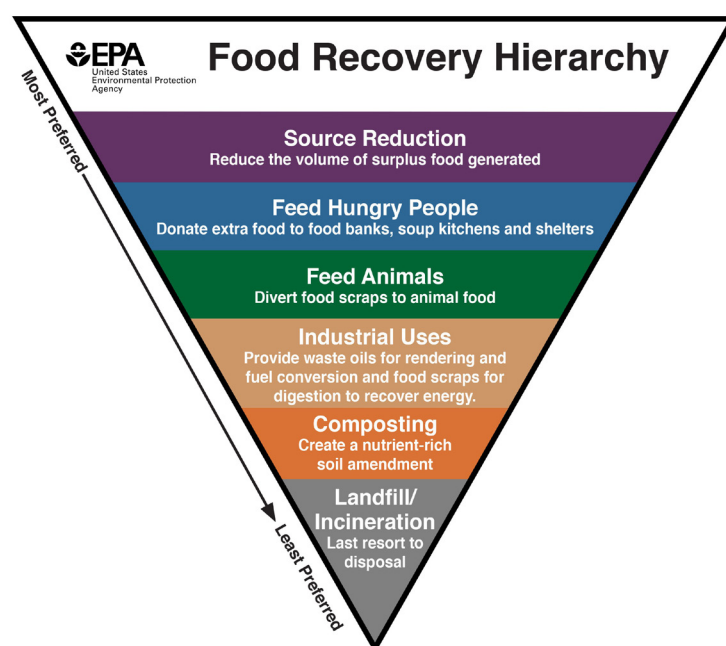 EPA
United States
Environmental Protection
Agency
Food Recovery Hierarchy
Most Preferred
Source Reduction
Reduce the volume of surplus food generated
Feed Hungry People
Donate extra food to food banks, soup kitchens and shelters
Feed Animals
Divert food scraps to animal food
Industrial Uses
Provide waste oils for rendering and
fuel conversion and food scraps for
digestion to recover energy.
Composting
Create a nutrient-rich
soil amendment
Landfill/
Incineration
Last resort to
disposal
Least Preferred